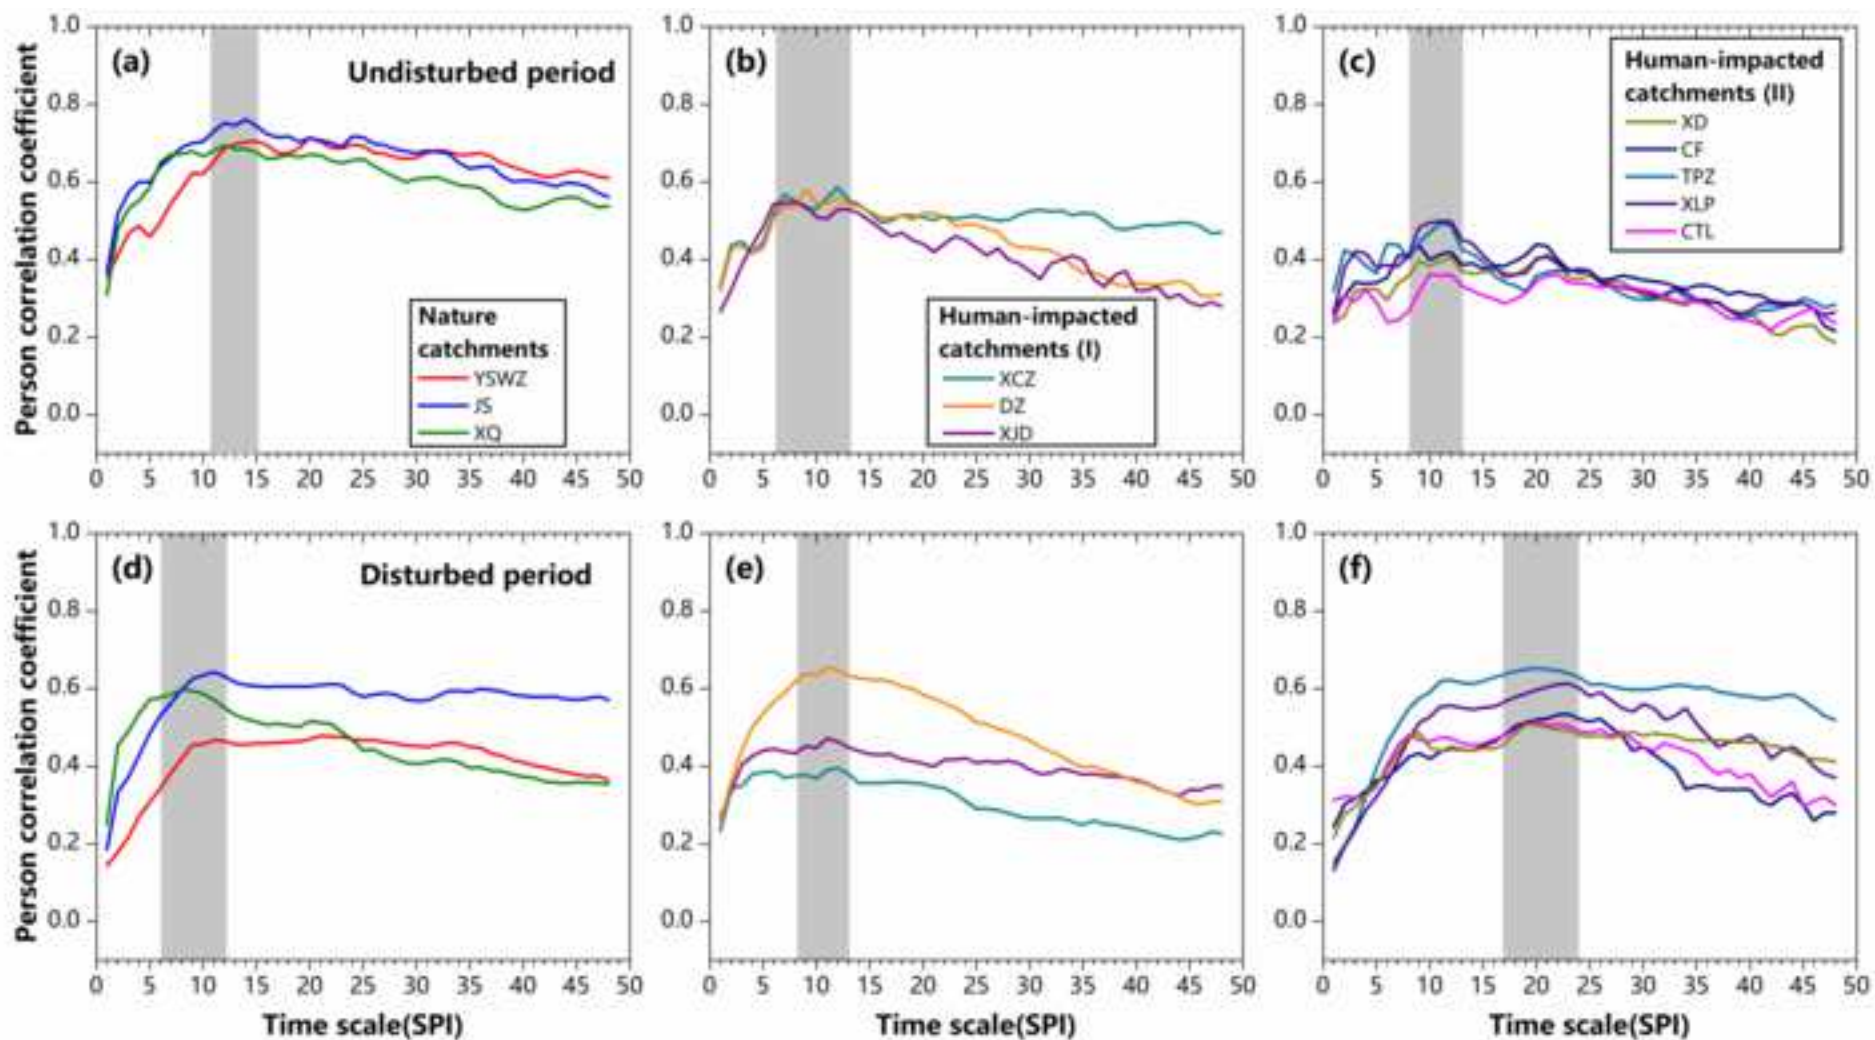 (a)
Undisturbed period
Person correlation coefficient
1.0
0.8
0.6
0.4
0.2
0.0
0 5 10 15 20 25 30 35 40 45 50
Nature
catchments
YSWZ
JS
XQ
(b)
1.0
0.8
0.6
0.4
0.2
0.0
0 5 10 15 20 25 30 35 40 45 50
Human-impacted
catchments (I)
XCZ
DZ
XJD
(c)
1.0
0.8
0.6
0.4
0.2
0.0
0 5 10 15 20 25 30 35 40 45 50
Human-impacted
catchments (II)
XD
CF
TPZ
XLP
CTL
(d)
Disturbed period
Person correlation coefficient
1.0
0.8
0.6
0.4
0.2
0.0
0 5 10 15 20 25 30 35 40 45 50
Time scale(SPI)
(e)
1.0
0.8
0.6
0.4
0.2
0.0
0 5 10 15 20 25 30 35 40 45 50
Time scale(SPI)
(f)
1.0
0.8
0.6
0.4
0.2
0.0
0 5 10 15 20 25 30 35 40 45 50
Time scale(SPI)